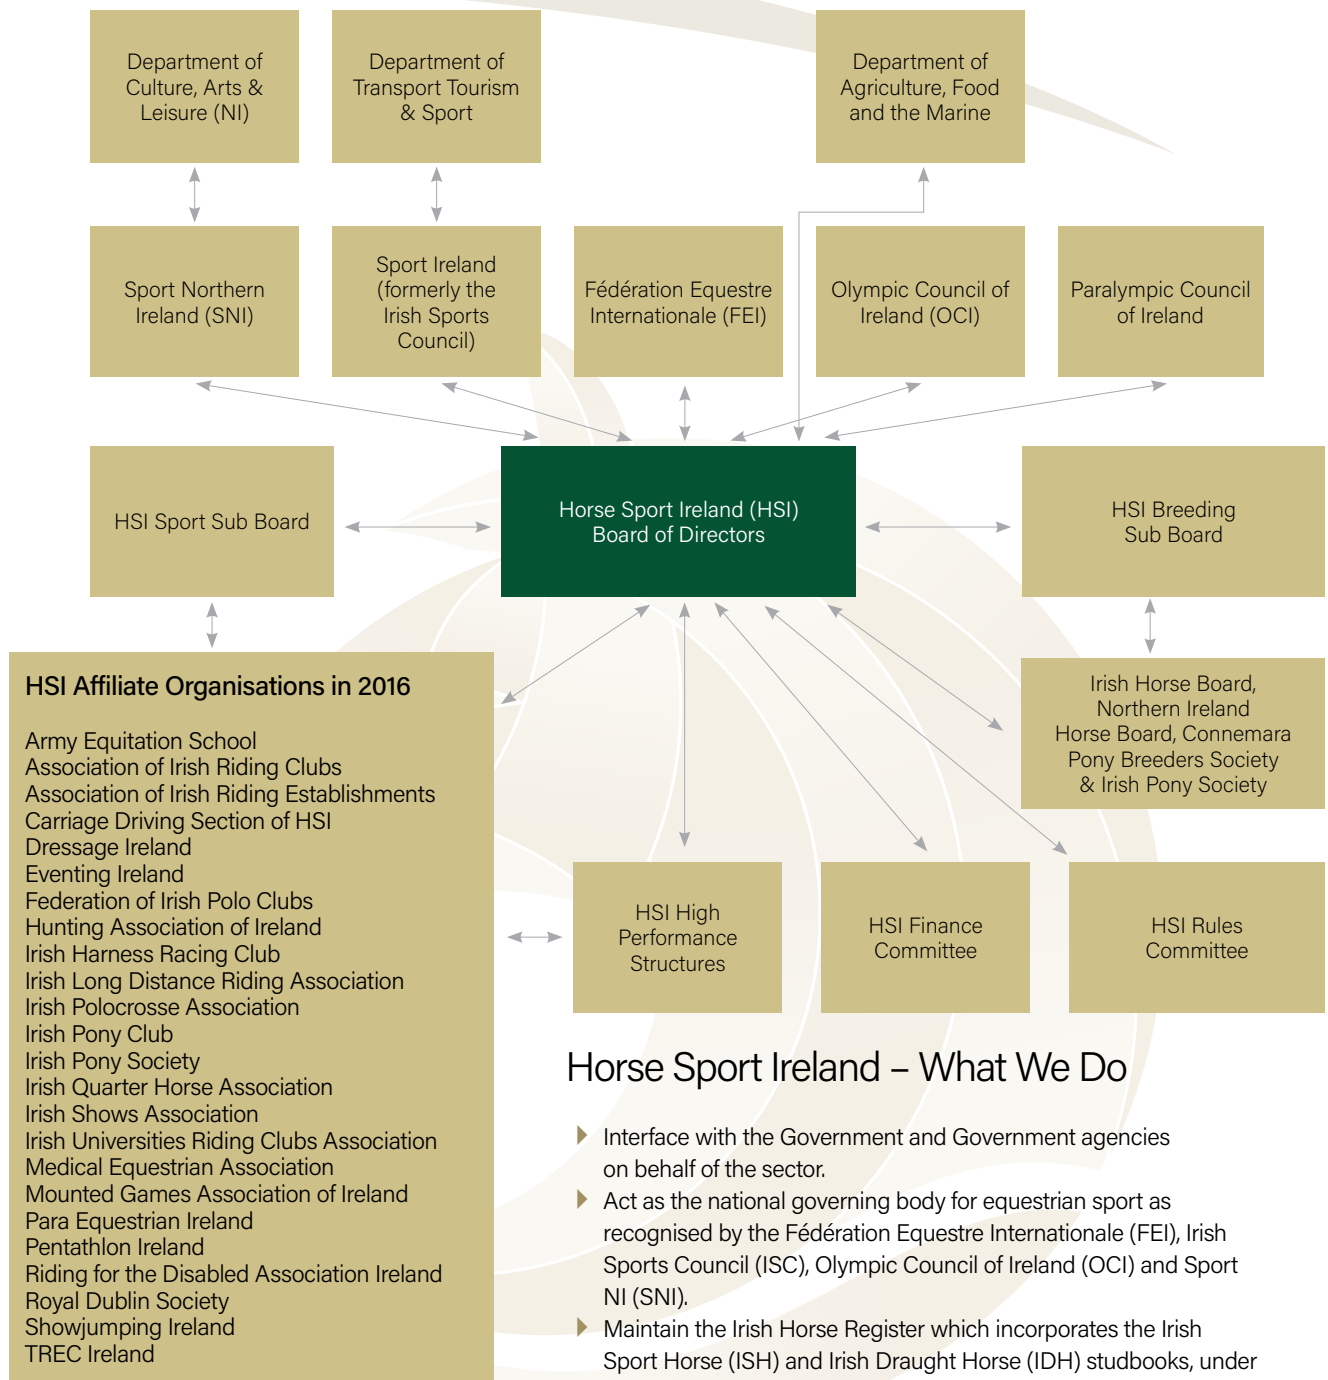 Department of
Culture, Arts &
Leisure (NI)
Department of
Transport Tourism
& Sport
Department of
Agriculture, Food
and the Marine
Sport Northern
Ireland (SNI)
Sport Ireland
(formerly the
Irish Sports
Council)
Fédération Equestre
Internationale (FEI)
Olympic Council of
Ireland (OCI)
Paralympic Council
of Ireland
HSI Sport Sub Board
Horse Sport Ireland (HSI)
Board of Directors
HSI Breeding
Sub Board
HSI Affiliate Organisations in 2016
Army Equitation School
Association of Irish Riding Clubs
Association of Irish Riding Establishments
Carriage Driving Section of HSI
Dressage Ireland
Eventing Ireland
Federation of Irish Polo Clubs
Hunting Association of Ireland
Irish Harness Racing Club
Irish Long Distance Riding Association
Irish Polocrosse Association
Irish Pony Club
Irish Pony Society
Irish Quarter Horse Association
Irish Shows Association
Irish Universities Riding Clubs Association
Medical Equestrian Association
Mounted Games Association of Ireland
Para Equestrian Ireland
Pentathlon Ireland
Riding for the Disabled Association Ireland
Royal Dublin Society
Showjumping Ireland
TREC Ireland
Irish Horse Board,
Northern Ireland
Horse Board, Connemara
Pony Breeders Society
& Irish Pony Society
HSI High
Performance
Structures
HSI Finance
Committee
HSI Rules
Committee
Horse Sport Ireland – What We Do
Interface with the Government and Government agencies
on behalf of the sector.
Act as the national governing body for equestrian sport as
recognised by the Fédération Equestre Internationale (FEI), Irish
Sports Council (ISC), Olympic Council of Ireland (OCI) and Sport
NI (SNI).
Maintain the Irish Horse Register which incorporates the Irish
Sport Horse (ISH) and Irish Draught Horse (IDH) studbooks, under